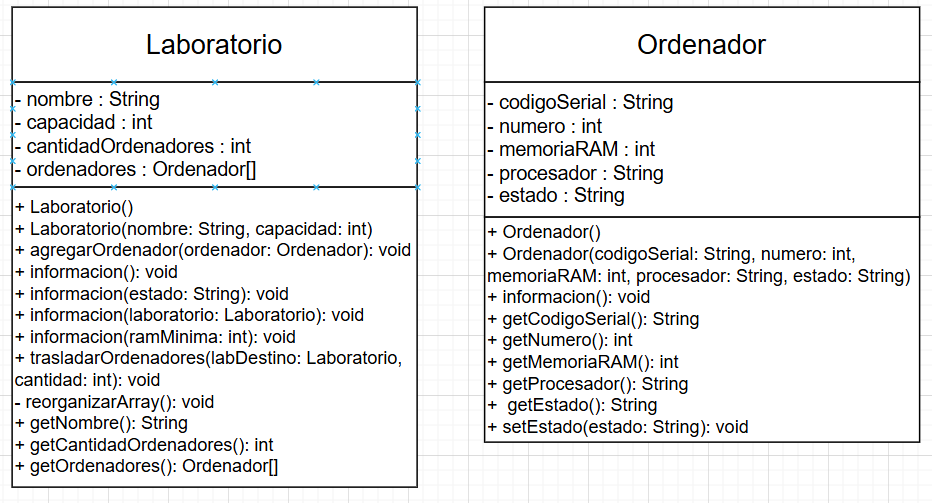 Laboratorio
- nombre : String
- capacidad : int
- cantidadOrdenadores : int
- ordenadores : Ordenador[]
+ Laboratorio()
+ Laboratorio(nombre: String, capacidad: int)
+ agregarOrdenador(ordenador: Ordenador): void
+ informacion(): void
+ informacion(estado: String): void
+ informacion(laboratorio: Laboratorio): void
+ informacion(ramMinima: int): void
+ trasladarOrdenadores(labDestino: Laboratorio,
cantidad: int): void
- reorganizarArray(): void
+ getNombre(): String
+ getCantidadOrdenadores(): int
+ getOrdenadores(): Ordenador[]
Ordenador
- codigoSerial : String
- numero : int
- memoriaRAM : int
- procesador : String
- estado : String
+ Ordenador()
+ Ordenador(codigoSerial: String, numero: int,
memoriaRAM: int, procesador: String, estado: String)
+ informacion(): void
+ getCodigoSerial(): String
+ getNumero(): int
+ getMemoriaRAM(): int
+ getProcesador(): String
+  getEstado(): String
+ setEstado(estado: String): void